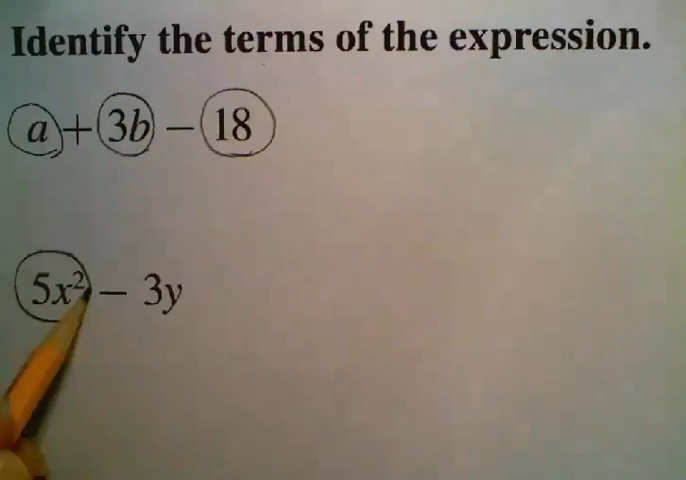 Identify the terms of the expression.
a + 3b − 18
5x² − 3y